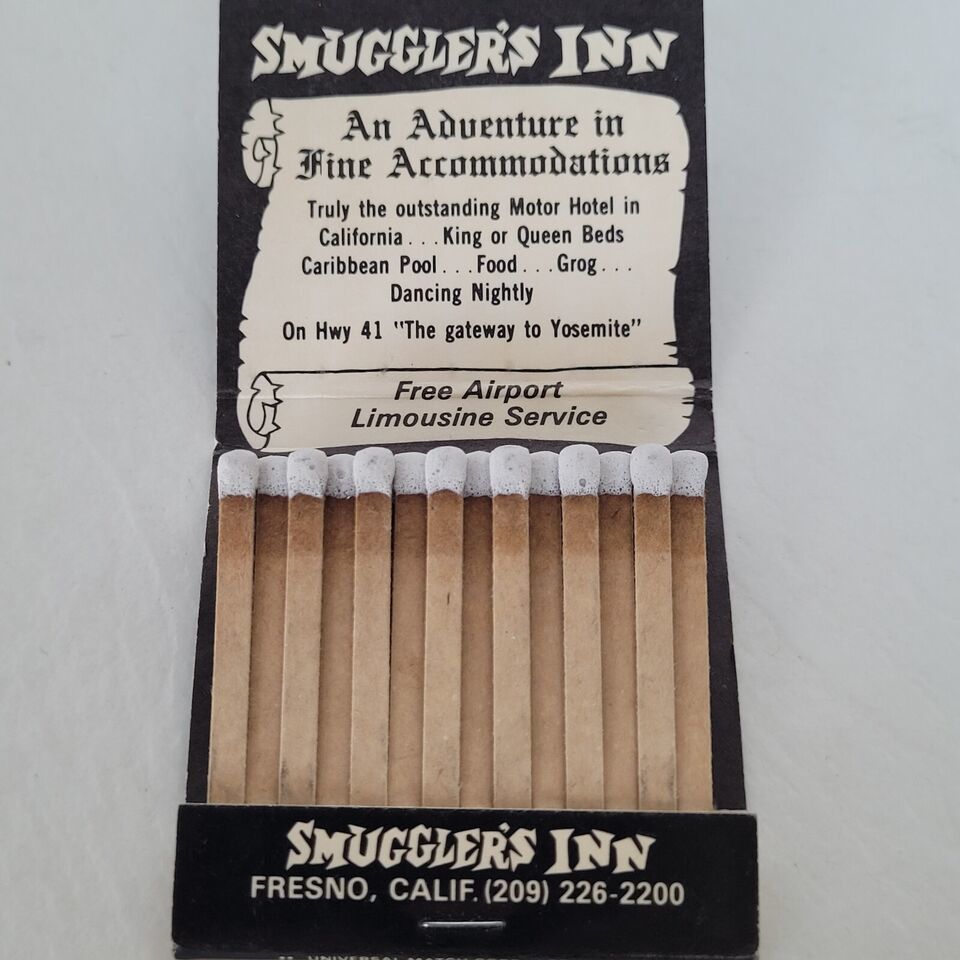 SMUGGLER'S INN
An Adventure in
Fine Accommodations
Truly the outstanding Motor Hotel in
California...King or Queen Beds
Caribbean Pool...Food...Grog...
Dancing Nightly
On Hwy 41 "The gateway to Yosemite"
Free Airport
Limousine Service
SMUGGLER'S INN
FRESNO, CALIF. (209) 226-2200